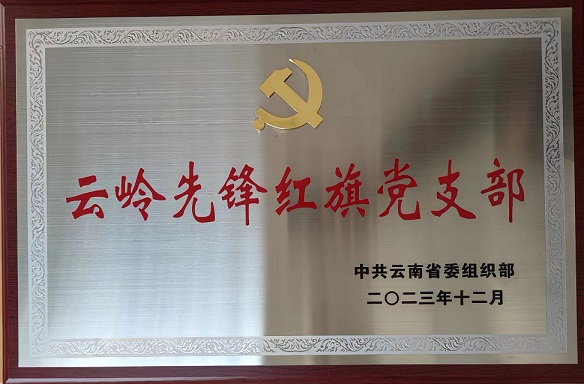 云岭先锋红旗党支部
中共云南省委组织部
二〇二三年十二月